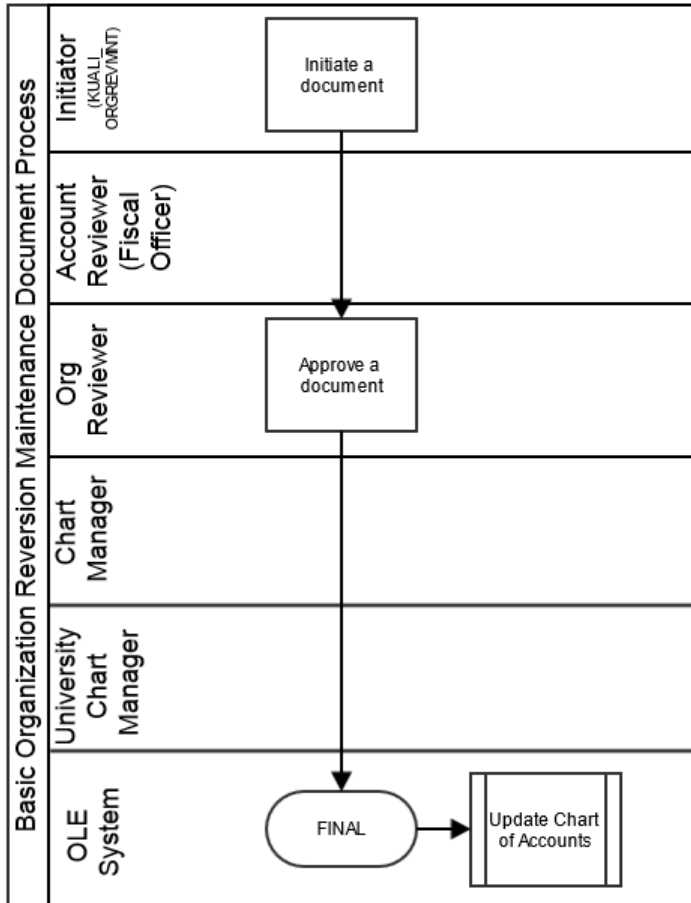 Basic Organization Reversion Maintenance Document Process
Initiator
(KUALI_
ORGREVMNT)
Initiate a
document
Account
Reviewer
(Fiscal
Officer)
Org
Reviewer
Approve a
document
Chart
Manager
University
Chart
Manager
OLE
System
FINAL
Update Chart
of Accounts